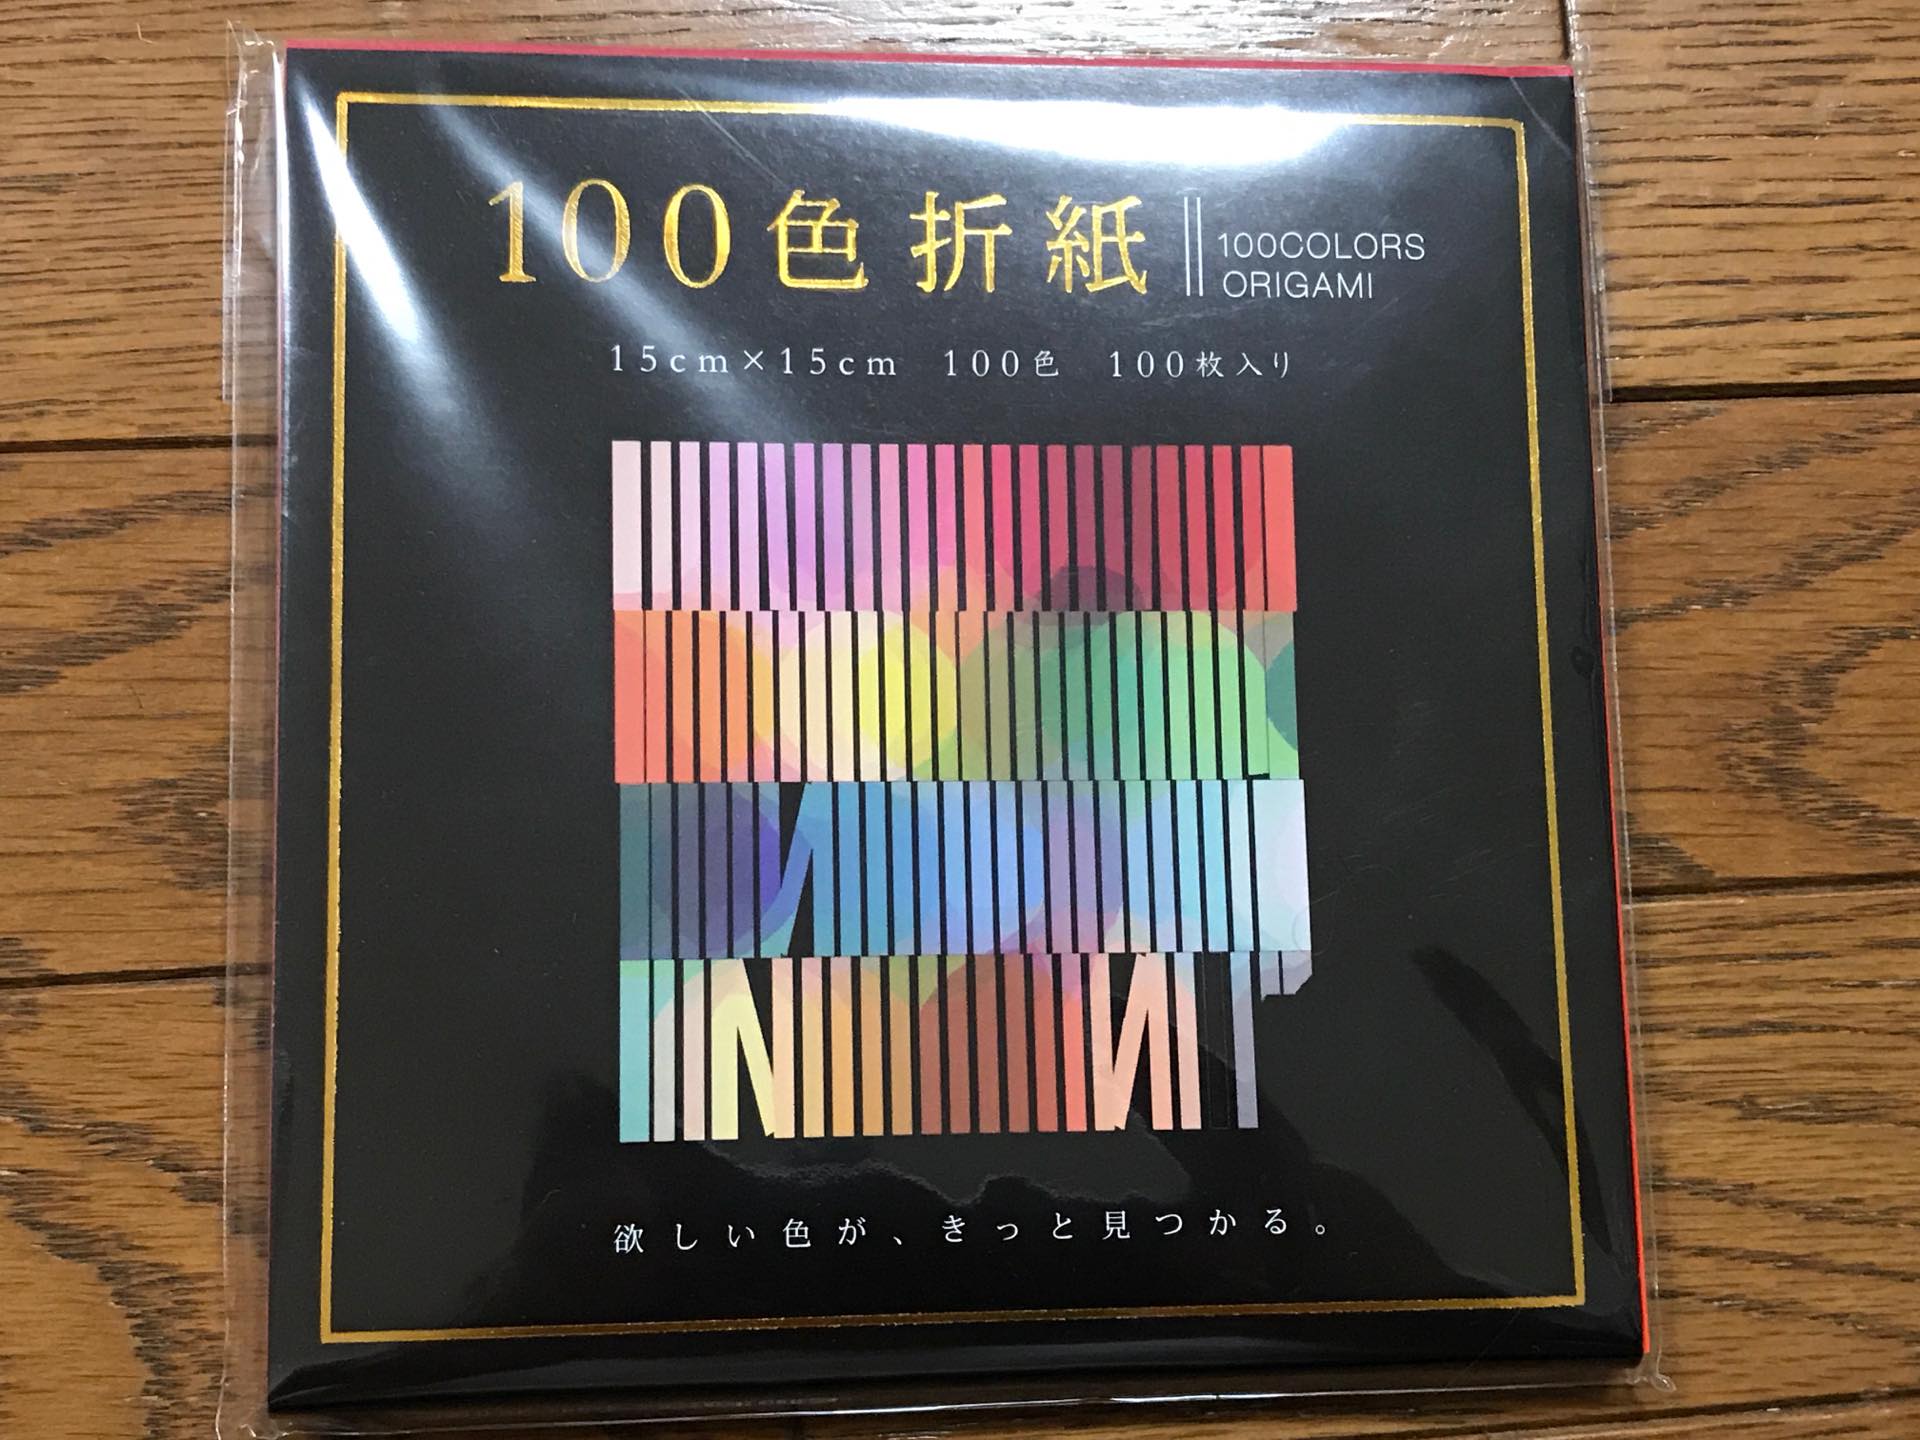 100色折紙
100COLORS
ORIGAMI
15cm×15cm 100色 100枚入り
欲しい色が、きっと見つかる。